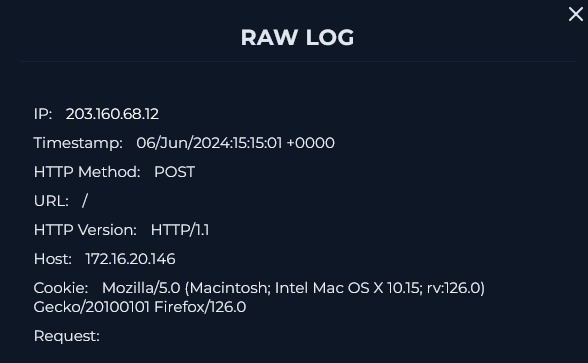 RAW LOG
IP: 203.160.68.12
Timestamp: 06/Jun/2024:15:15:01 +0000
HTTP Method: POST
URL: /
HTTP Version: HTTP/1.1
Host: 172.16.20.146
Cookie: Mozilla/5.0 (Macintosh; Intel Mac OS X 10.15; rv:126.0)
Gecko/20100101 Firefox/126.0
Request: